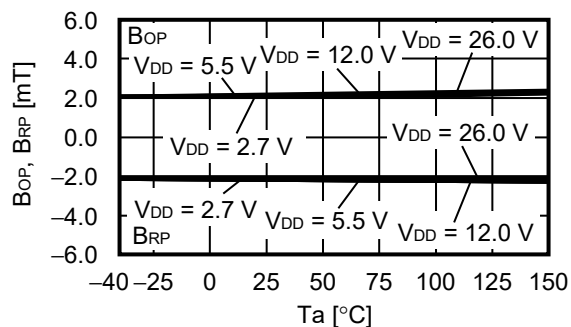 6.0
4.0
2.0
0.0
−2.0
−4.0
−6.0
BOP, BRP [mT]
BOP
VDD = 12.0 V
VDD = 26.0 V
VDD = 5.5 V
VDD = 2.7 V
VDD = 26.0 V
VDD = 2.7 V
VDD = 5.5 V
VDD = 12.0 V
BRP
−40 −25 0 25 50 75 100 125 150
Ta [°C]